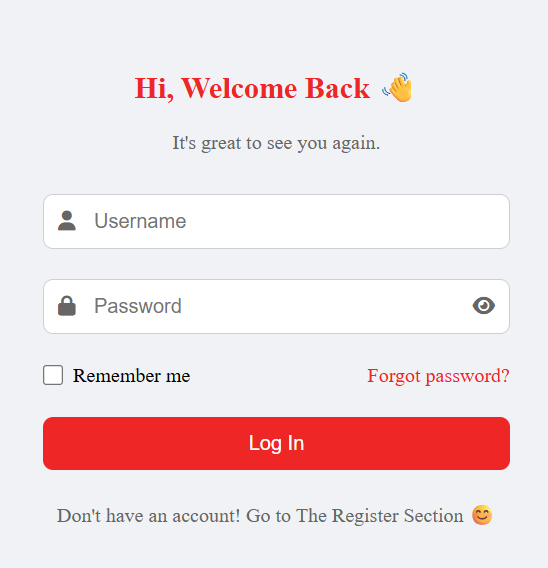 Hi, Welcome Back 👋
It's great to see you again.
Username
Password
Remember me Forgot password?
Log In
Don't have an account! Go to The Register Section 😊